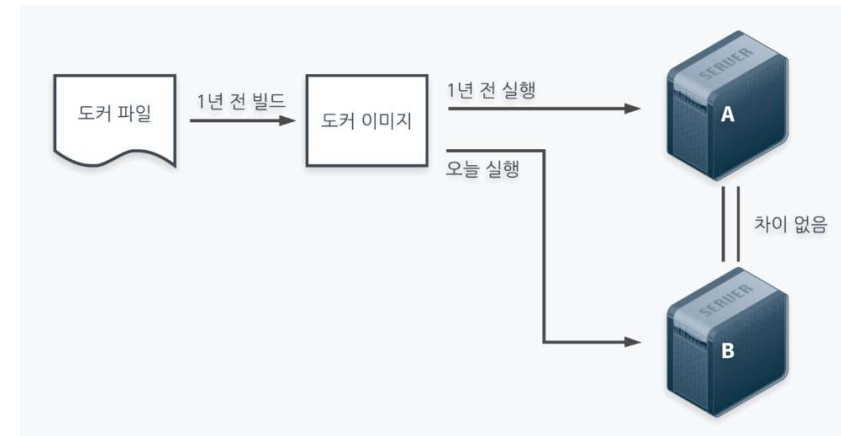 도커 파일
1년 전 빌드
도커 이미지
1년 전 실행
오늘 실행
SERVER
A
차이 없음
SERVER
B